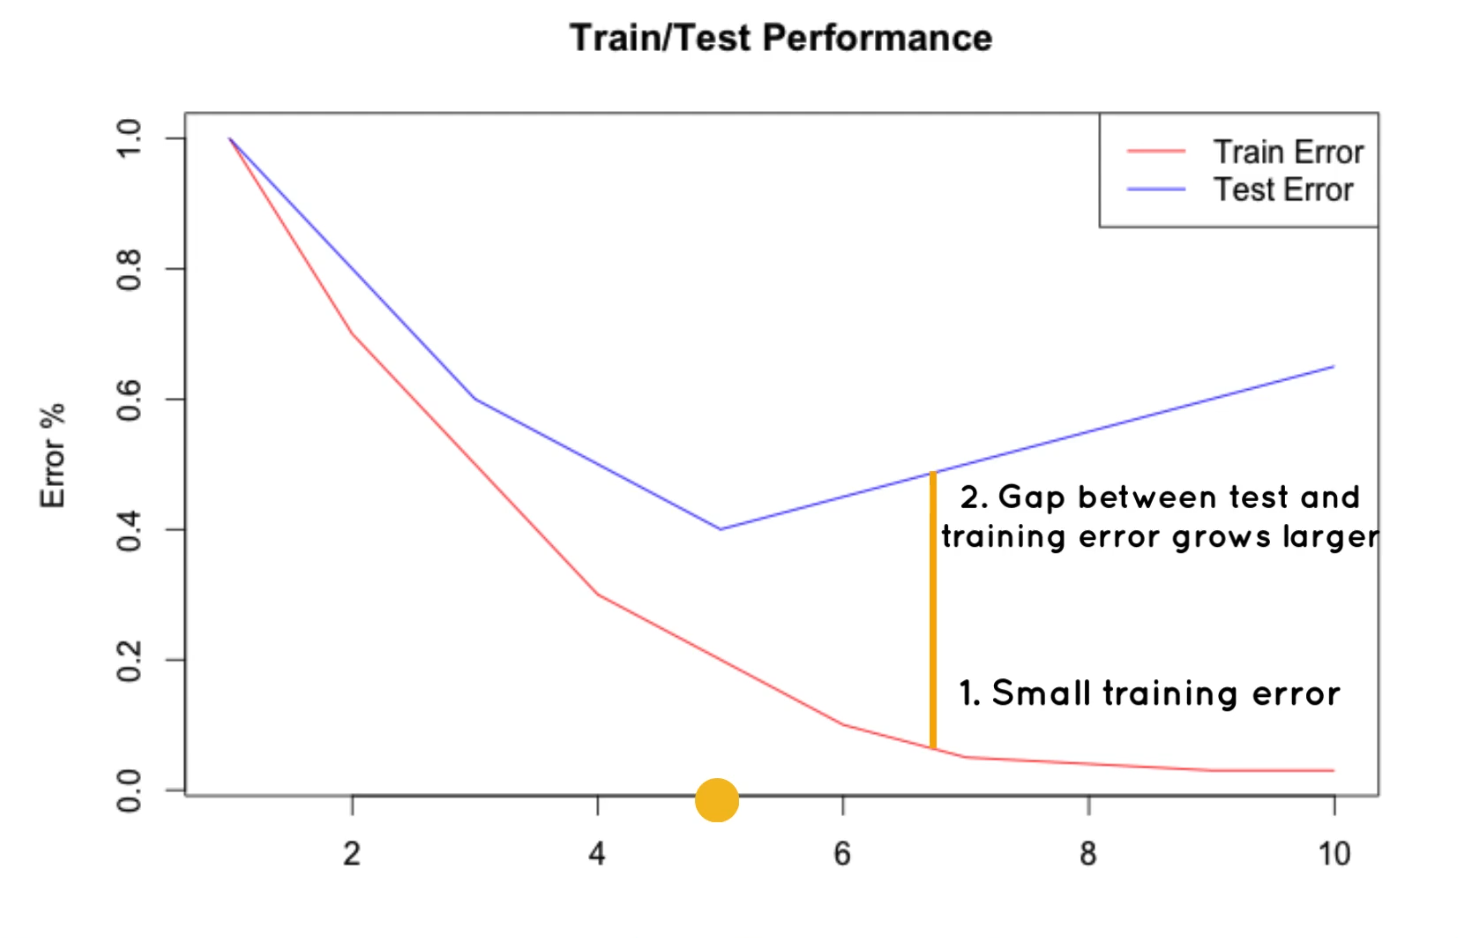 Train/Test Performance
Train Error
Test Error
Error %
1.0
0.8
0.6
0.4
0.2
0.0
2. Gap between test and
training error grows larger
1. Small training error
2 4 6 8 10